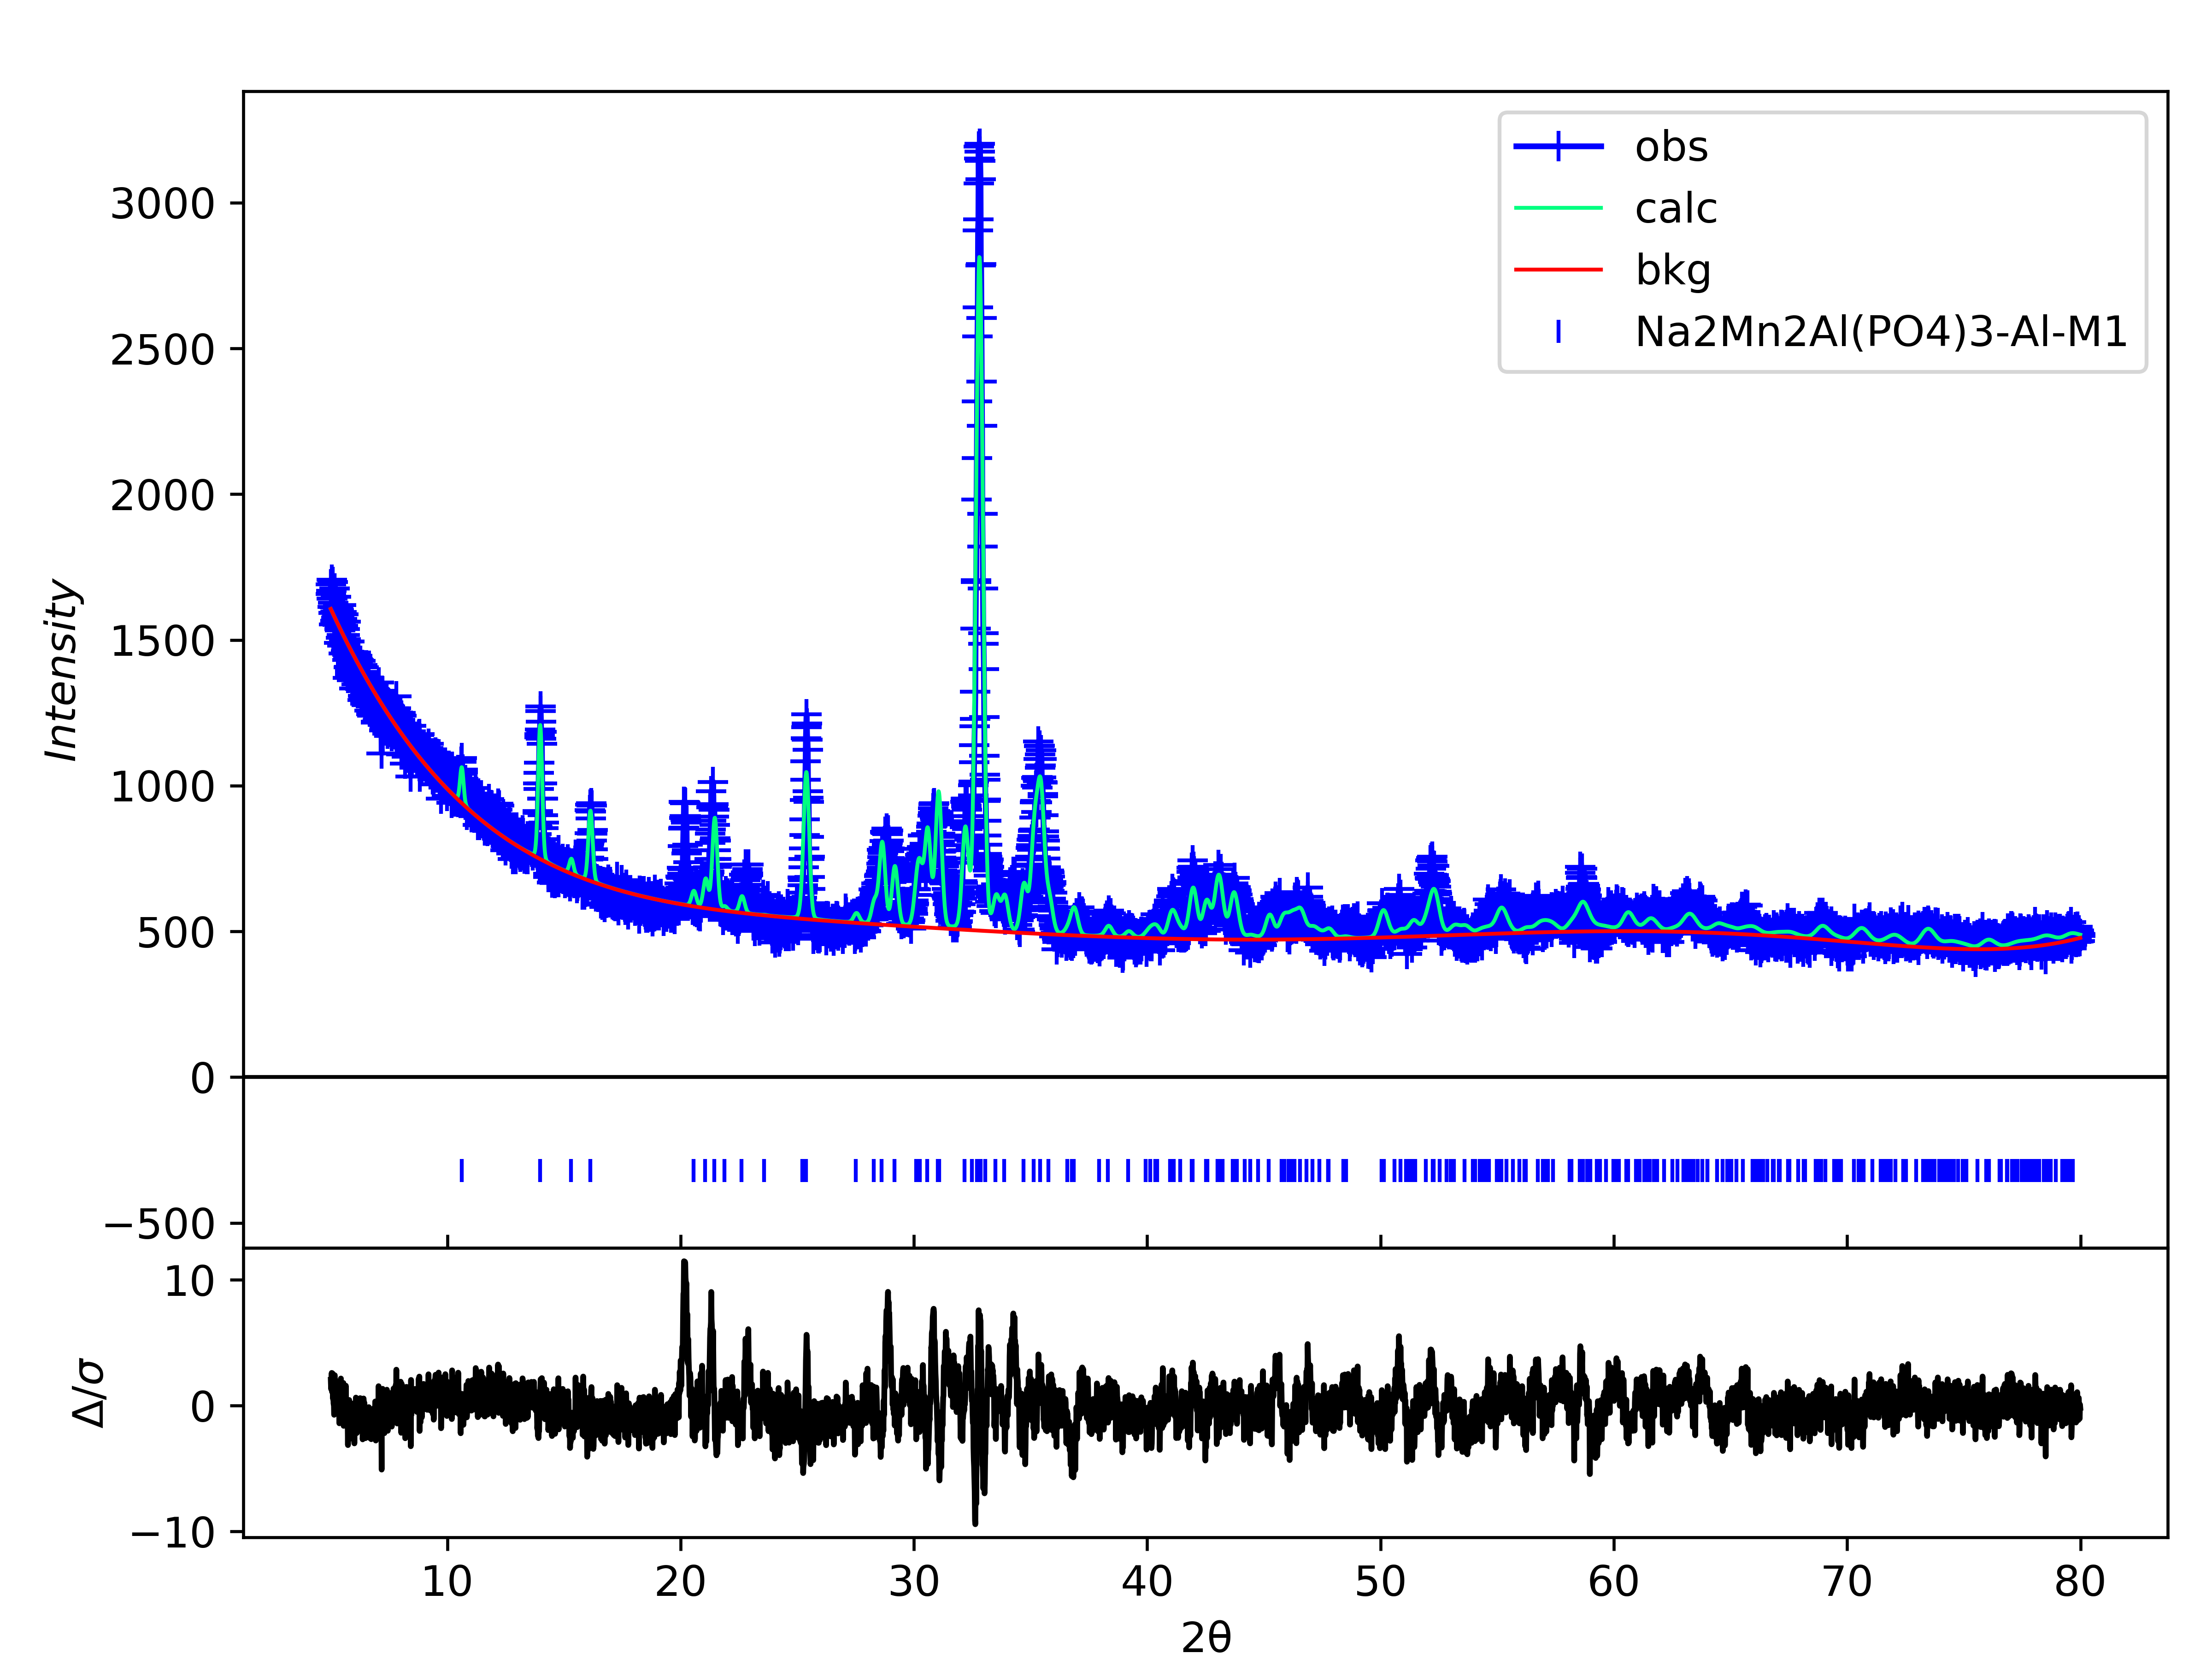 obs
calc
bkg
Na2Mn2Al(PO4)3-Al-M1
Intensity
3000
2500
2000
1500
1000
500
0
−500
10
0
−10
Δ/σ
10 20 30 40 50 60 70 80
2θ